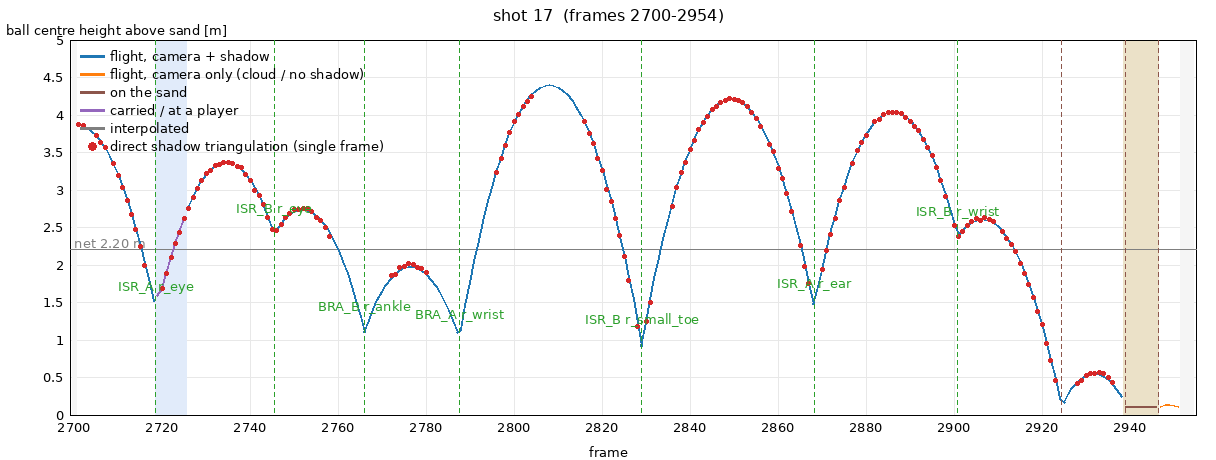 shot 17  (frames 2700-2954)
ball centre height above sand [m]
5
4.5
4
3.5
3
2.5
2
1.5
1
0.5
0
flight, camera + shadow
flight, camera only (cloud / no shadow)
on the sand
carried / at a player
interpolated
direct shadow triangulation (single frame)
net 2.20 m
ISR_A r_eye
ISR_B r_eye
BRA_B r_ankle
BRA_A r_wrist
ISR_B r_small_toe
ISR_A r_ear
ISR_B r_wrist
2700 2720 2740 2760 2780 2800 2820 2840 2860 2880 2900 2920 2940
frame